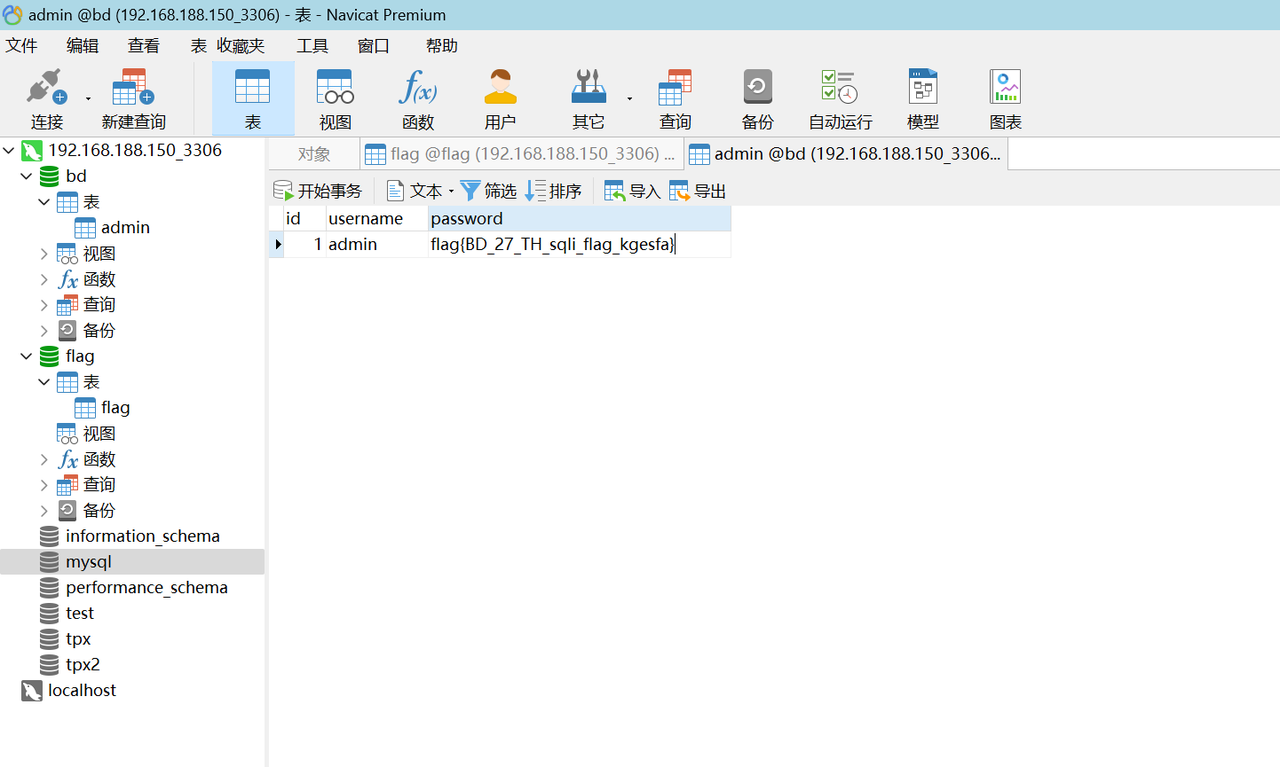 admin @bd (192.168.188.150_3306) - 表 - Navicat Premium
文件 编辑 查看 表 收藏夹 工具 窗口 帮助
连接 新建查询 表 视图 函数 用户 其它 查询 备份 自动运行 模型 图表
192.168.188.150_3306
bd
表
admin
视图
函数
查询
备份
flag
表
flag
视图
函数
查询
备份
information_schema
mysql
performance_schema
test
tpx
tpx2
localhost
对象 flag @flag (192.168.188.150_3306) ... admin @bd (192.168.188.150_3306...
开始事务 文本 筛选 排序 导入 导出
id username password
1 admin flag{BD_27_TH_sqli_flag_kgesfa}